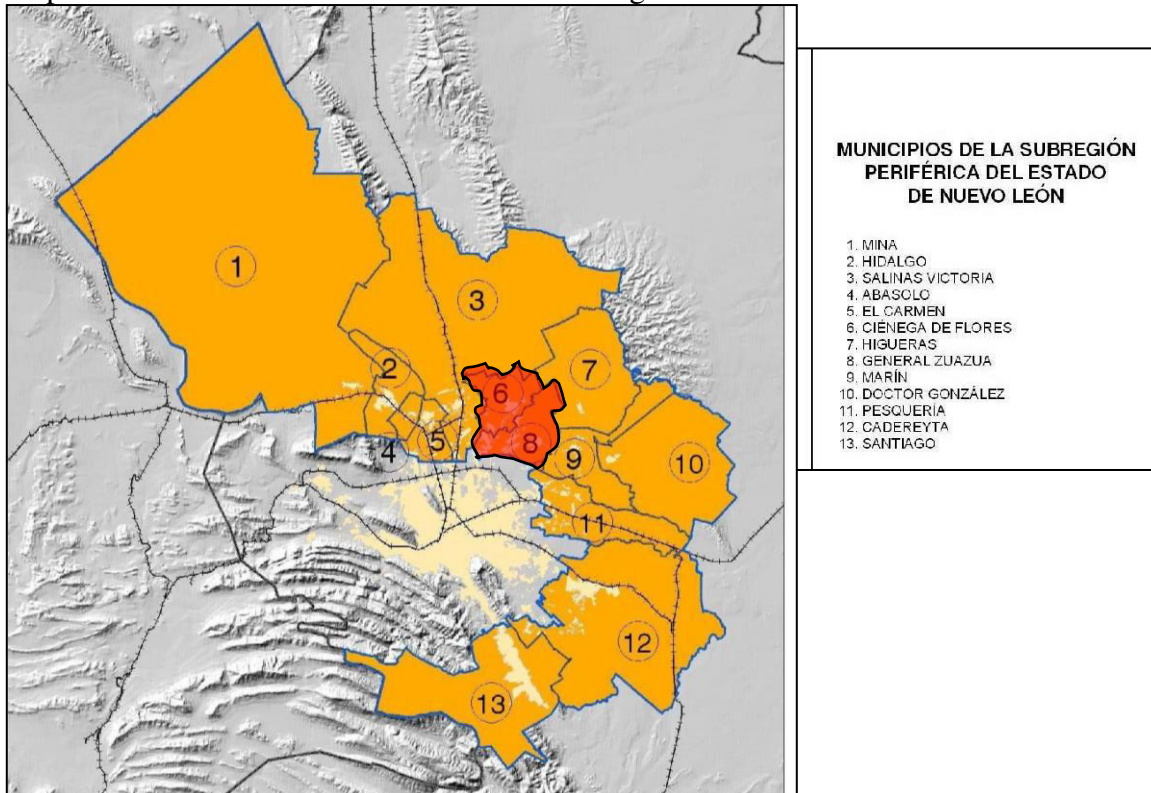 1
2
3
4
5
6
7
8
9
10
11
12
13
MUNICIPIOS DE LA SUBREGIÓN
PERIFÉRICA DEL ESTADO
DE NUEVO LEÓN
1. MINA
2. HIDALGO
3. SALINAS VICTORIA
4. ABASOLO
5. EL CARMEN
6. CIÉNEGA DE FLORES
7. HIGUERAS
8. GENERAL ZUAZUA
9. MARÍN
10. DOCTOR GONZÁLEZ
11. PESQUERÍA
12. CADEREYTA
13. SANTIAGO